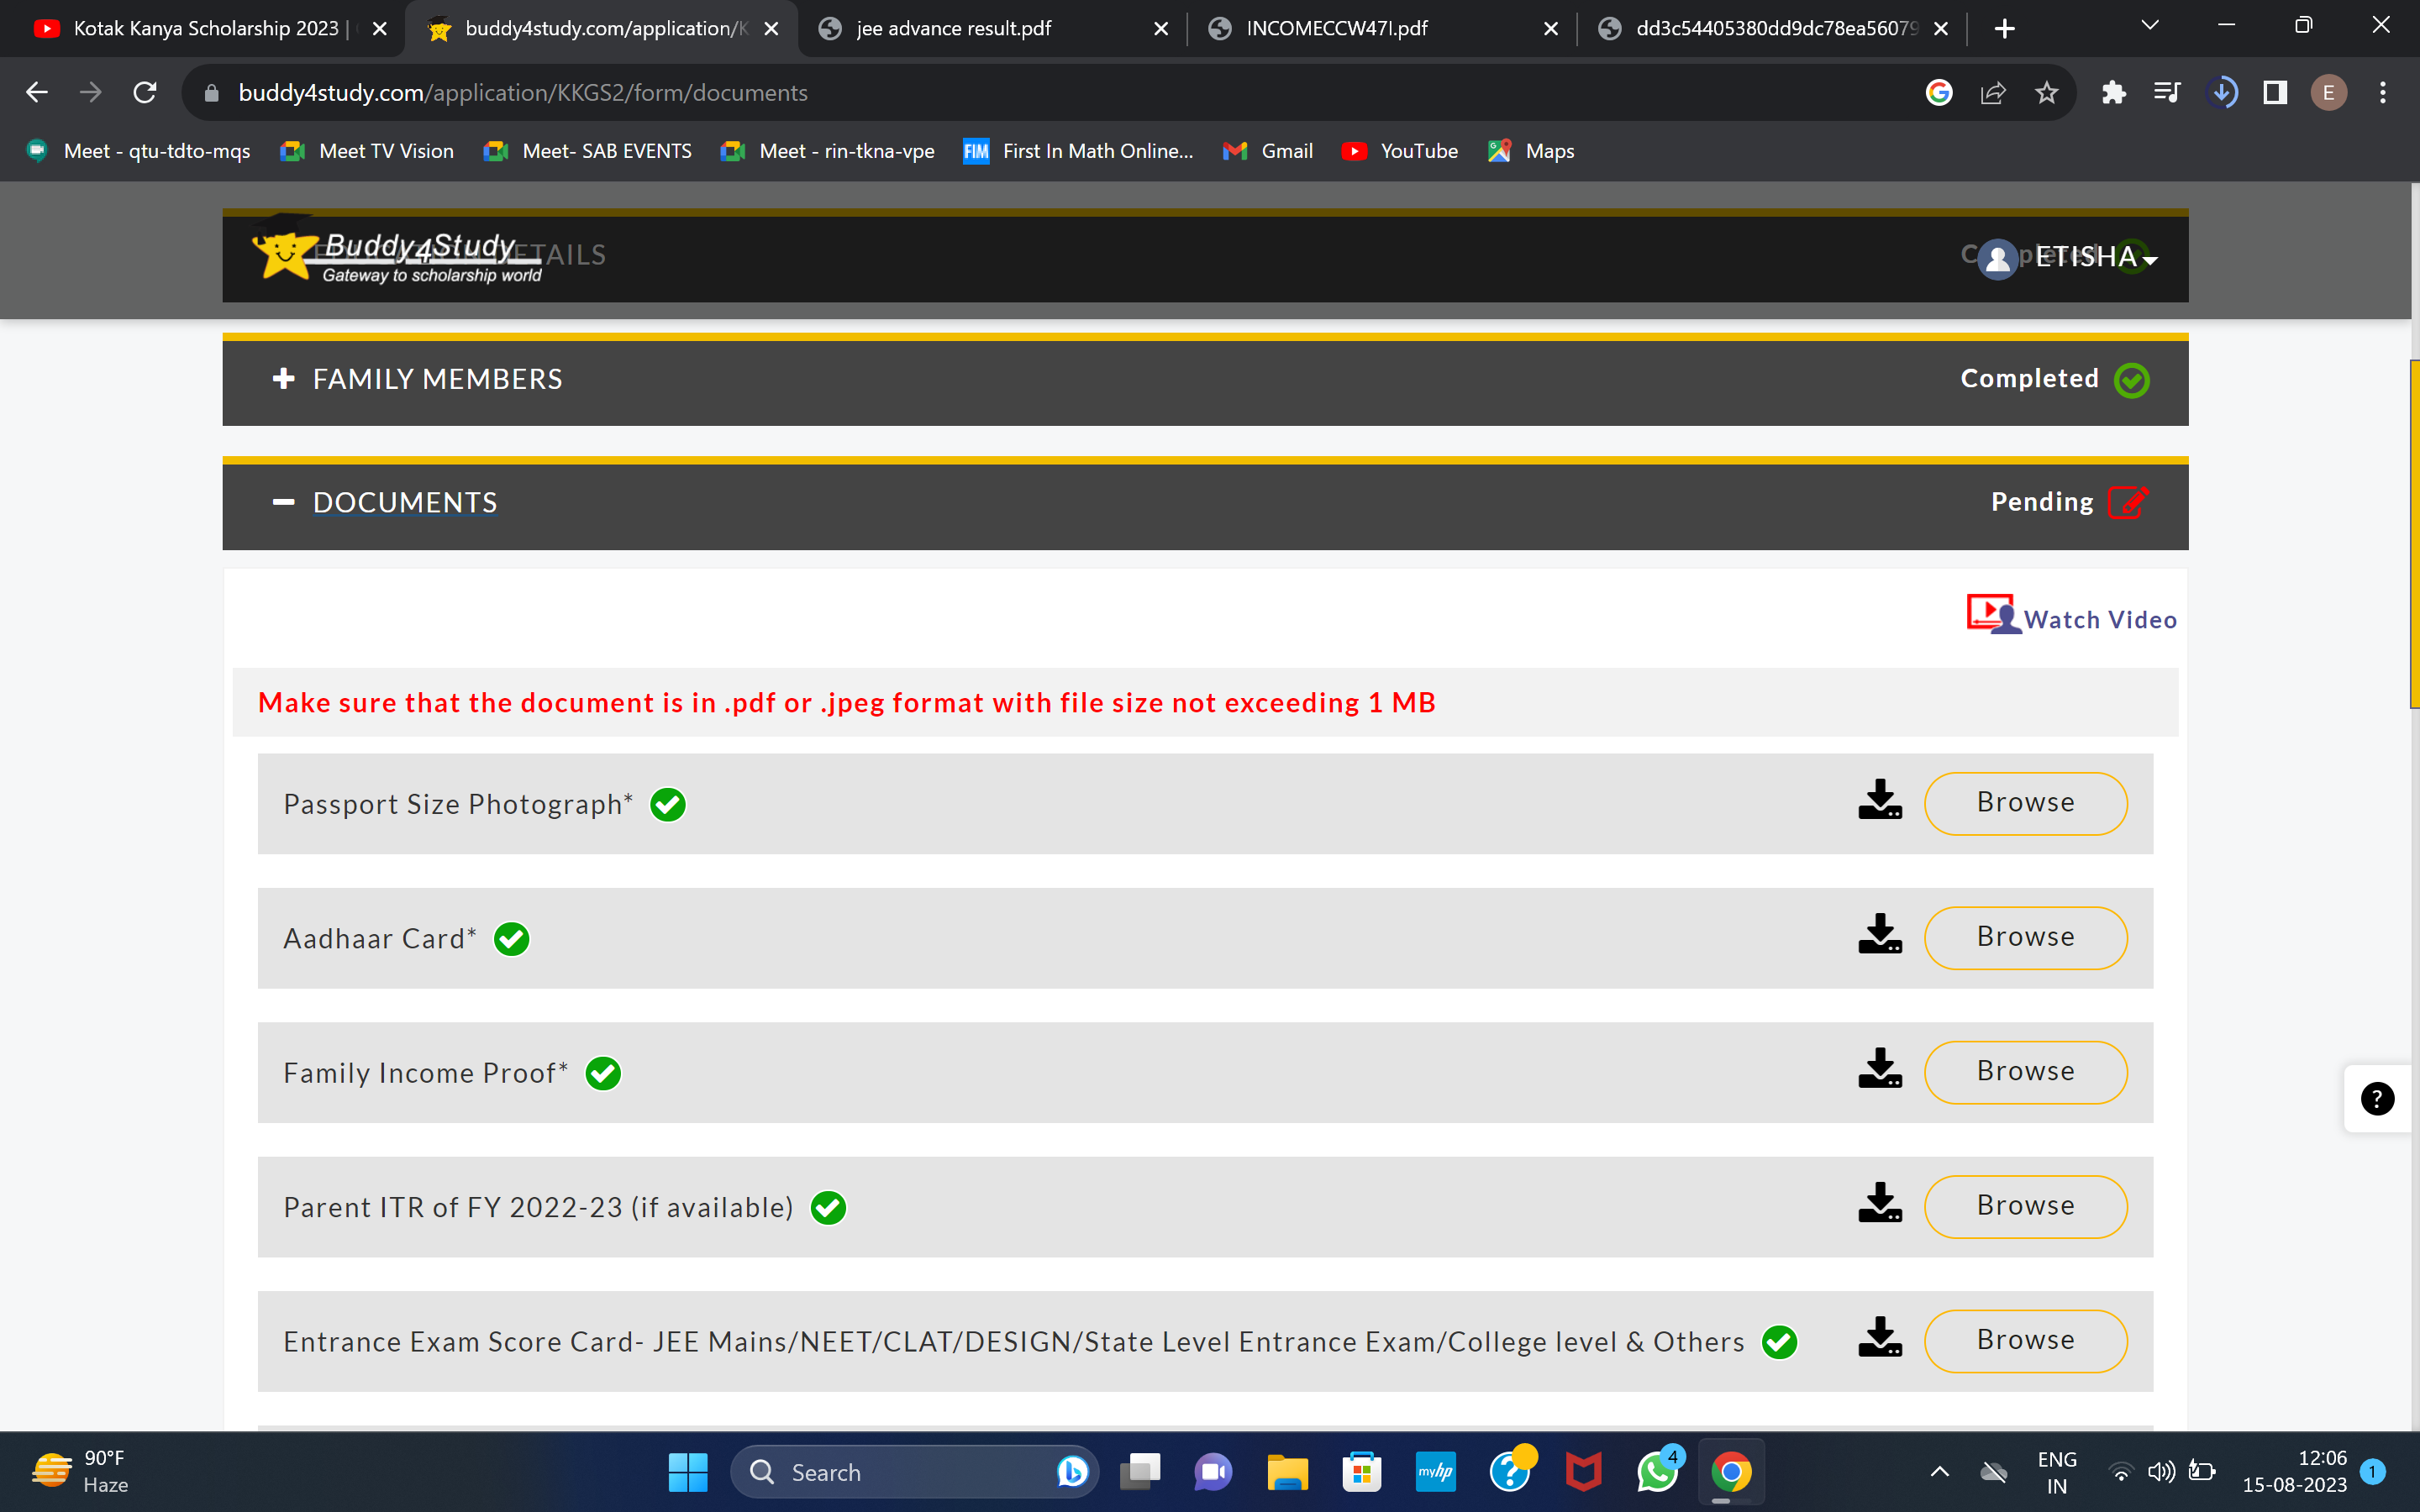 Kotak Kanya Scholarship 2023 |
buddy4study.com/application/K
jee advance result.pdf
INCOMECCW47I.pdf
dd3c54405380dd9dc78ea56079
buddy4study.com/application/KKGS2/form/documents
E
Meet - qtu-tdto-mqs
Meet TV Vision
Meet- SAB EVENTS
Meet - rin-tkna-vpe
FIM First In Math Online...
Gmail
YouTube
Maps
Buddy4Study
Gateway to scholarship world
ETISHA
FAMILY MEMBERS
Completed
DOCUMENTS
Pending
Watch Video
Make sure that the document is in .pdf or .jpeg format with file size not exceeding 1 MB
Passport Size Photograph*
Browse
Aadhaar Card*
Browse
Family Income Proof*
Browse
Parent ITR of FY 2022-23 (if available)
Browse
Entrance Exam Score Card- JEE Mains/NEET/CLAT/DESIGN/State Level Entrance Exam/College level & Others
Browse
?
90°F
Haze
Search
myhp
4
ENG
IN
12:06
15-08-2023
1